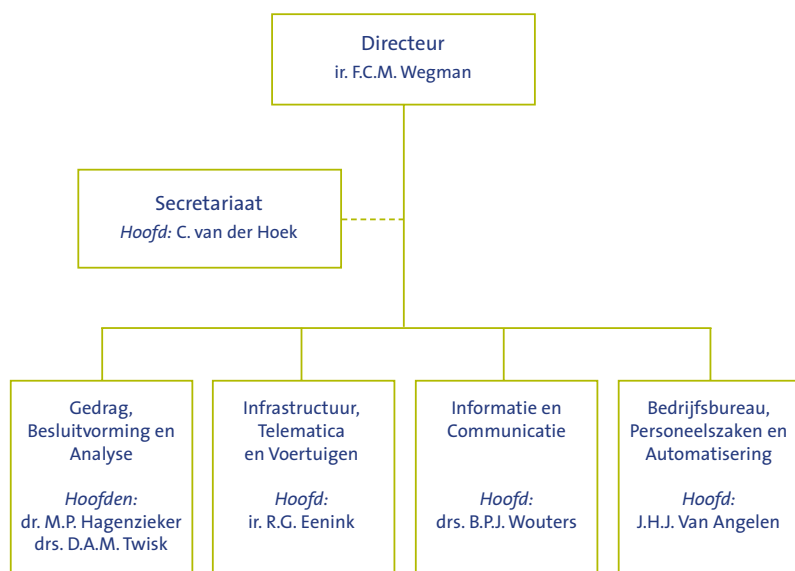 Directeur
ir. F.C.M. Wegman
Secretariaat
Hoofd: C. van der Hoek
Gedrag,
Besluitvorming en
Analyse
Hoofden:
dr. M.P. Hagenzieker
drs. D.A.M. Twisk
Infrastructuur,
Telematica
en Voertuigen
Hoofd:
ir. R.G. Eenink
Informatie en
Communicatie
Hoofd:
drs. B.P.J. Wouters
Bedrijfsbureau,
Personeelszaken en
Automatisering
Hoofd:
J.H.J. Van Angelen